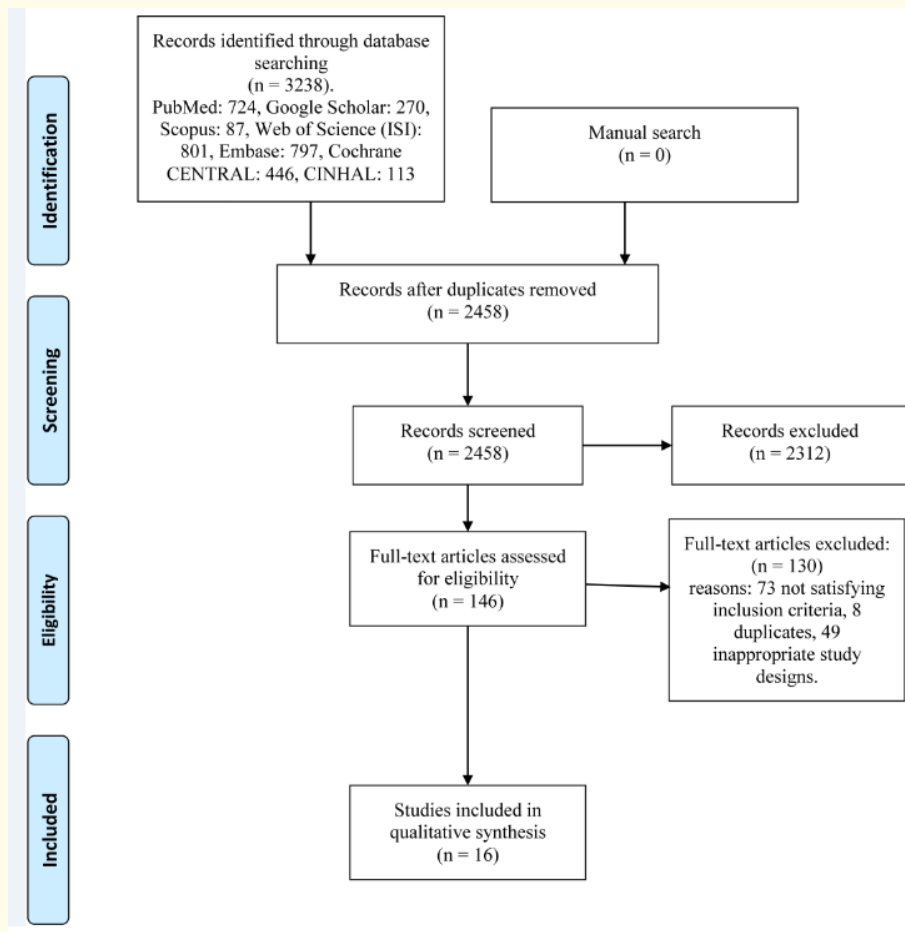 Identification
Records identified through database
searching
(n = 3238).
PubMed: 724, Google Scholar: 270,
Scopus: 87, Web of Science (ISI):
801, Embase: 797, Cochrane
CENTRAL: 446, CINHAL: 113
Manual search
(n = 0)
Records after duplicates removed
(n = 2458)
Screening
Records screened
(n = 2458)
Records excluded
(n = 2312)
Eligibility
Full-text articles assessed
for eligibility
(n = 146)
Full-text articles excluded:
(n = 130)
reasons: 73 not satisfying
inclusion criteria, 8
duplicates, 49
inappropriate study
designs.
Included
Studies included in
qualitative synthesis
(n = 16)